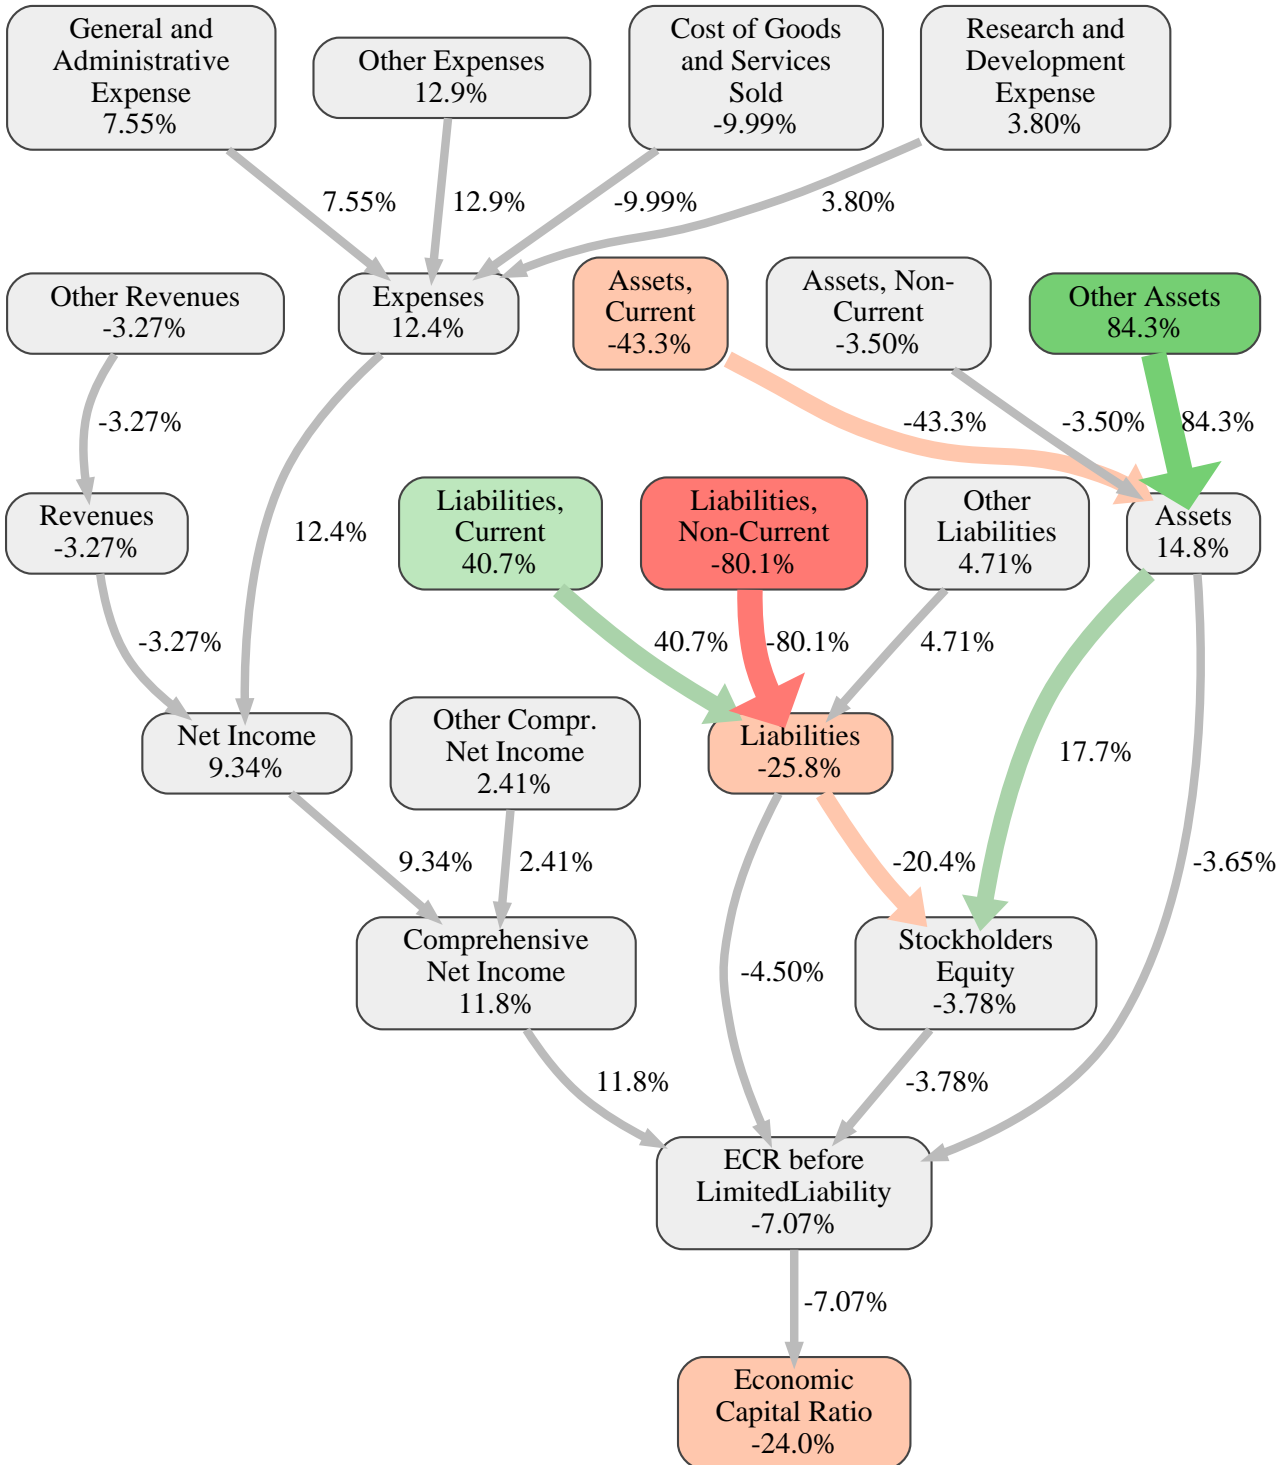 General and
Administrative
Expense
7.55%
Other Expenses
12.9%
Cost of Goods
and Services
Sold
-9.99%
Research and
Development
Expense
3.80%
7.55%
12.9%
-9.99%
3.80%
Other Revenues
-3.27%
Expenses
12.4%
Assets,
Current
-43.3%
Assets, Non-
Current
-3.50%
Other Assets
84.3%
-3.27%
-43.3%
-3.50%
84.3%
Revenues
-3.27%
12.4%
Liabilities,
Current
40.7%
Liabilities,
Non-Current
-80.1%
Other
Liabilities
4.71%
Assets
14.8%
-3.27%
40.7%
-80.1%
4.71%
Net Income
9.34%
Other Compr.
Net Income
2.41%
Liabilities
-25.8%
17.7%
9.34%
2.41%
-20.4%
-3.65%
Comprehensive
Net Income
11.8%
-4.50%
Stockholders
Equity
-3.78%
11.8%
-3.78%
ECR before
LimitedLiability
-7.07%
-7.07%
Economic
Capital Ratio
-24.0%